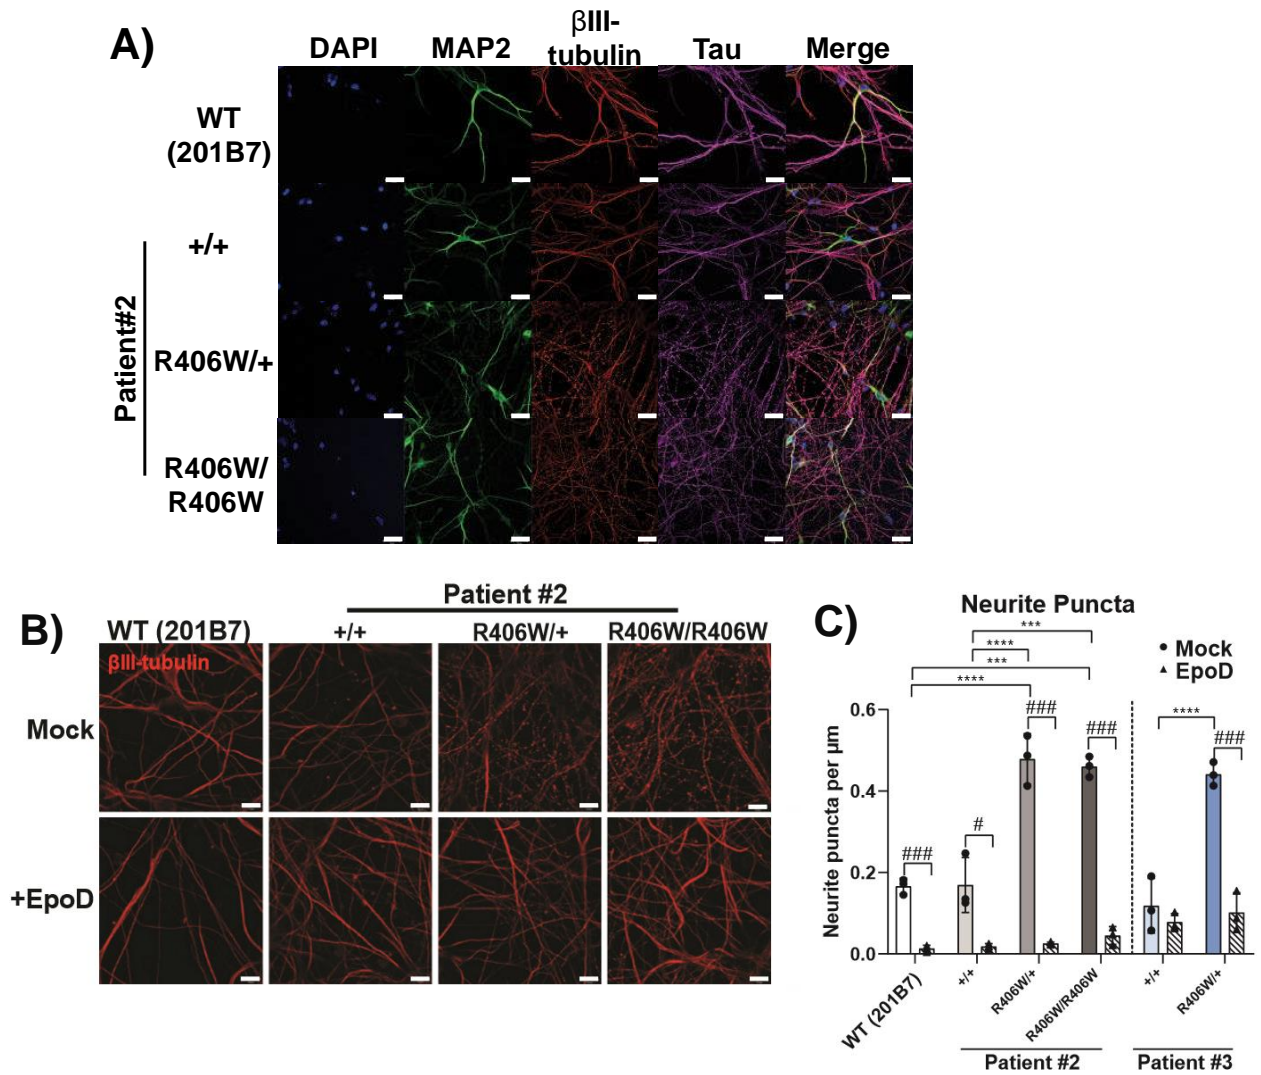 A)
DAPI
MAP2
βIII-
tubulin
Tau
Merge
WT
(201B7)
Patient#2
+/+
R406W/+
R406W/
R406W
B)
Patient #2
WT (201B7)
+/+
R406W/+
R406W/R406W
βIII-tubulin
Mock
+EpoD
C)
Neurite Puncta
Mock
EpoD
***
****
***
****
****
###
###
###
#
###
Neurite puncta per µm
0.6
0.4
0.2
0.0
WT (201B7)
+/+
R406W/+
R406W/R406W
+/+
R406W/+
Patient #2
Patient #3